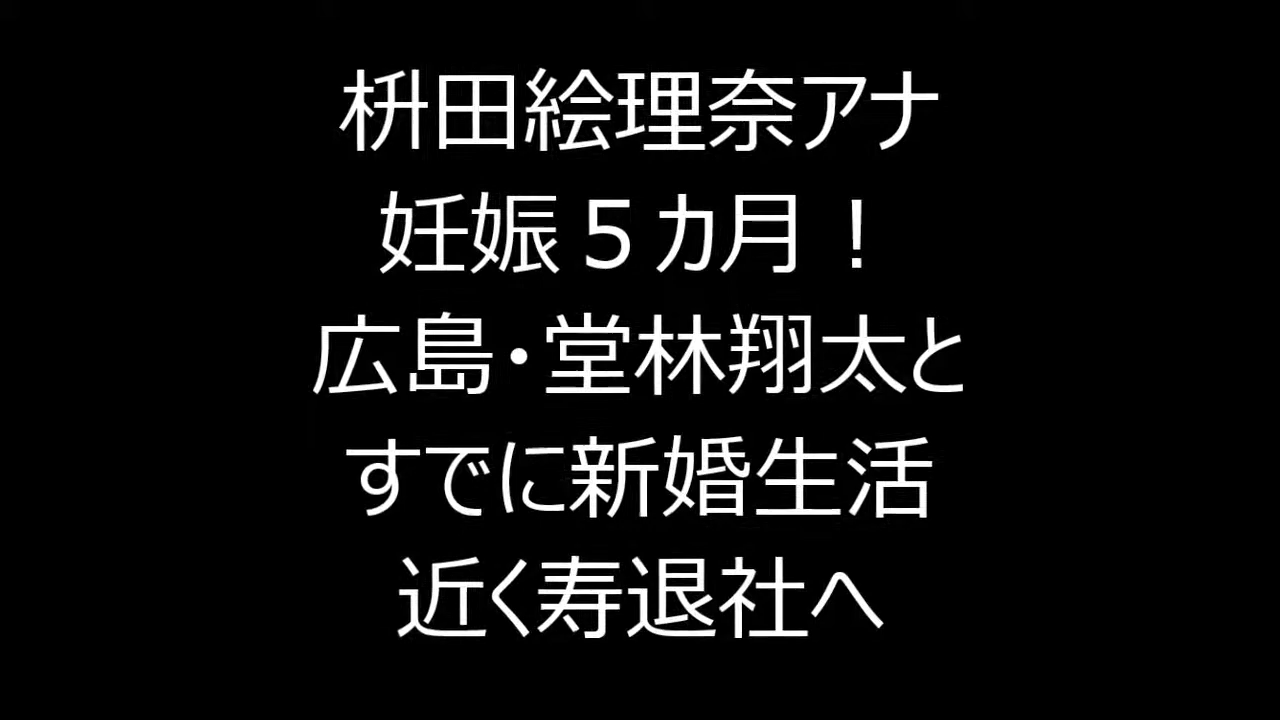 枡田絵理奈アナ
妊娠５カ月！
広島・堂林翔太と
すでに新婚生活
近く寿退社へ